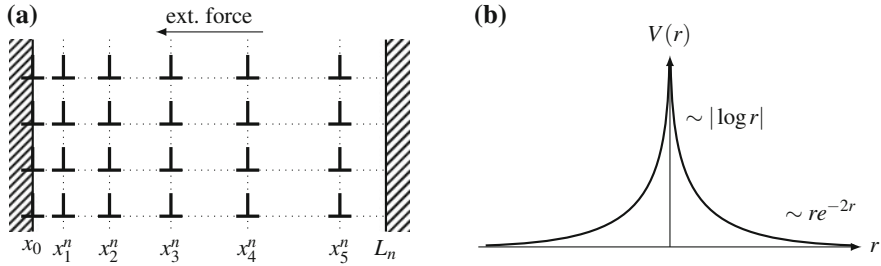 (a)
ext. force
x₀ x₁ⁿ x₂ⁿ x₃ⁿ x₄ⁿ x₅ⁿ Lₙ
(b)
V(r)
~ |log r|
~ re⁻²ʳ
r